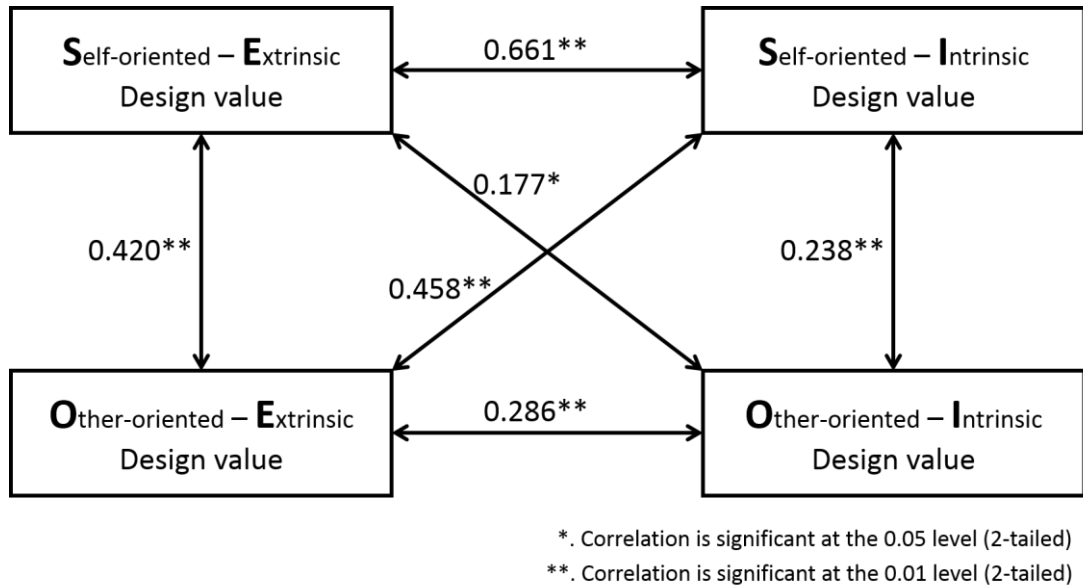 Self-oriented – Extrinsic
Design value
0.661**
Self-oriented – Intrinsic
Design value
0.177*
0.420**
0.458**
0.238**
Other-oriented – Extrinsic
Design value
0.286**
Other-oriented – Intrinsic
Design value
*. Correlation is significant at the 0.05 level (2-tailed)
**. Correlation is significant at the 0.01 level (2-tailed)